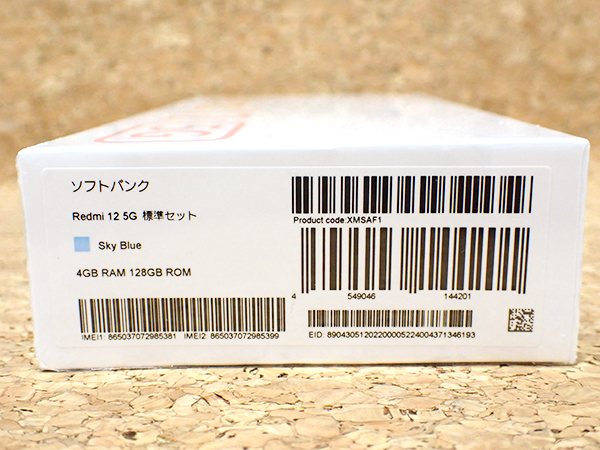 ソフトバンク
Redmi 12 5G 標準セット
Sky Blue
4GB RAM 128GB ROM
IMEI1: 865037072985381 IMEI2: 865037072985399
Product code:XMSAF1
4 549046 144201
EID: 89043051202200005224004371346193